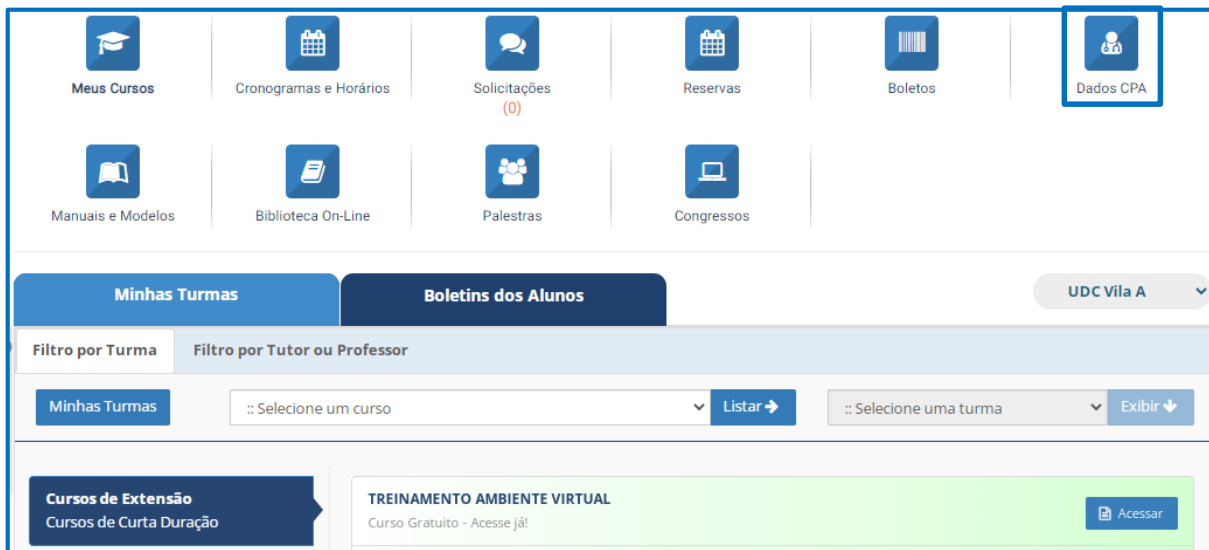 Meus Cursos
Cronogramas e Horários
Solicitações
(0)
Reservas
Boletos
Dados CPA
Manuais e Modelos
Biblioteca On-Line
Palestras
Congressos
Minhas Turmas
Boletins dos Alunos
UDC Vila A
Filtro por Turma
Filtro por Tutor ou Professor
Minhas Turmas
:: Selecione um curso
Listar
:: Selecione uma turma
Exibir
Cursos de Extensão
Cursos de Curta Duração
TREINAMENTO AMBIENTE VIRTUAL
Curso Gratuito - Acesse já!
Acessar